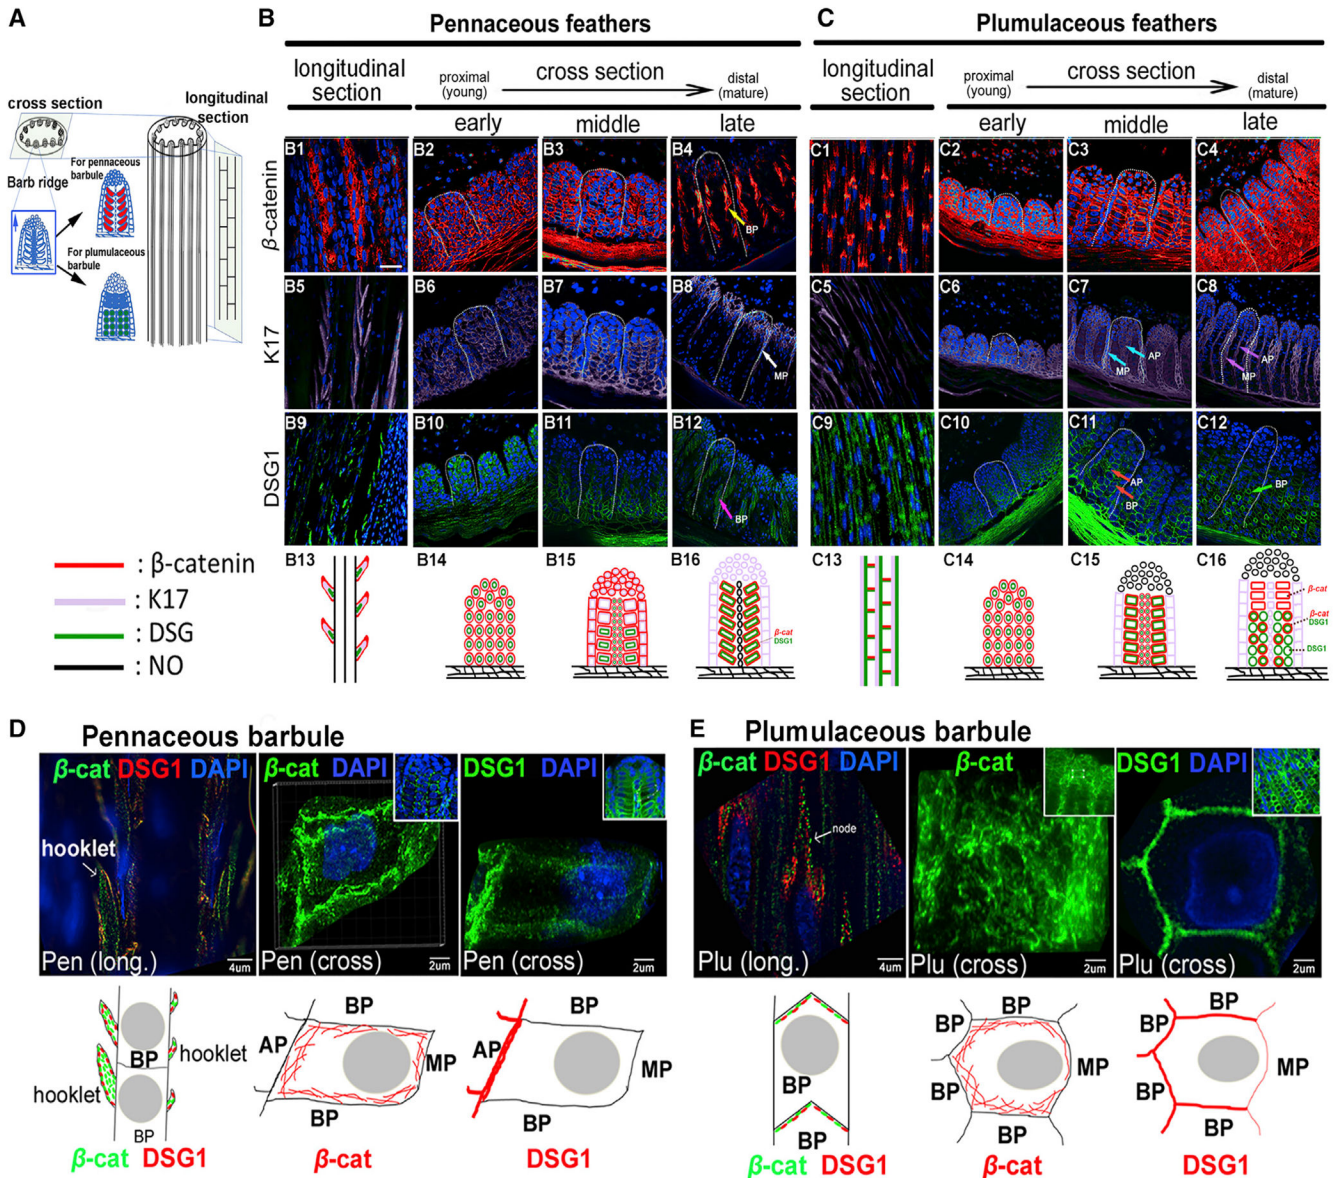 A
cross section
longitudinal
section
For pennaceous
barbule
Barb ridge
For plumulaceous
barbule
B
Pennaceous feathers
longitudinal
section
proximal
(young)
cross section
distal
(mature)
early
middle
late
C
Plumulaceous feathers
longitudinal
section
proximal
(young)
cross section
distal
(mature)
early
middle
late
β-catenin
B1
B2
B3
B4
BP
C1
C2
C3
C4
K17
B5
B6
B7
B8
MP
C5
C6
C7
AP
MP
C8
AP
MP
DSG1
B9
B10
B11
B12
BP
C9
C10
C11
AP
BP
C12
BP
: β-catenin
: K17
: DSG
: NO
B13
B14
B15
B16
β-cat
DSG1
C13
C14
C15
C16
β-cat
β-cat
DSG1
DSG1
D
Pennaceous barbule
β-cat DSG1 DAPI
hooklet
Pen (long.)
4um
β-cat DAPI
Pen (cross)
2um
DSG1 DAPI
Pen (cross)
2um
BP
hooklet
hooklet
BP
β-cat DSG1
BP
AP
MP
BP
β-cat
BP
AP
MP
BP
DSG1
E
Plumulaceous barbule
β-cat DSG1 DAPI
node
Plu (long.)
4um
β-cat
Plu (cross)
2um
DSG1 DAPI
Plu (cross)
2um
BP
BP
β-cat DSG1
BP
BP
MP
BP
BP
β-cat
BP
BP
MP
BP
BP
DSG1